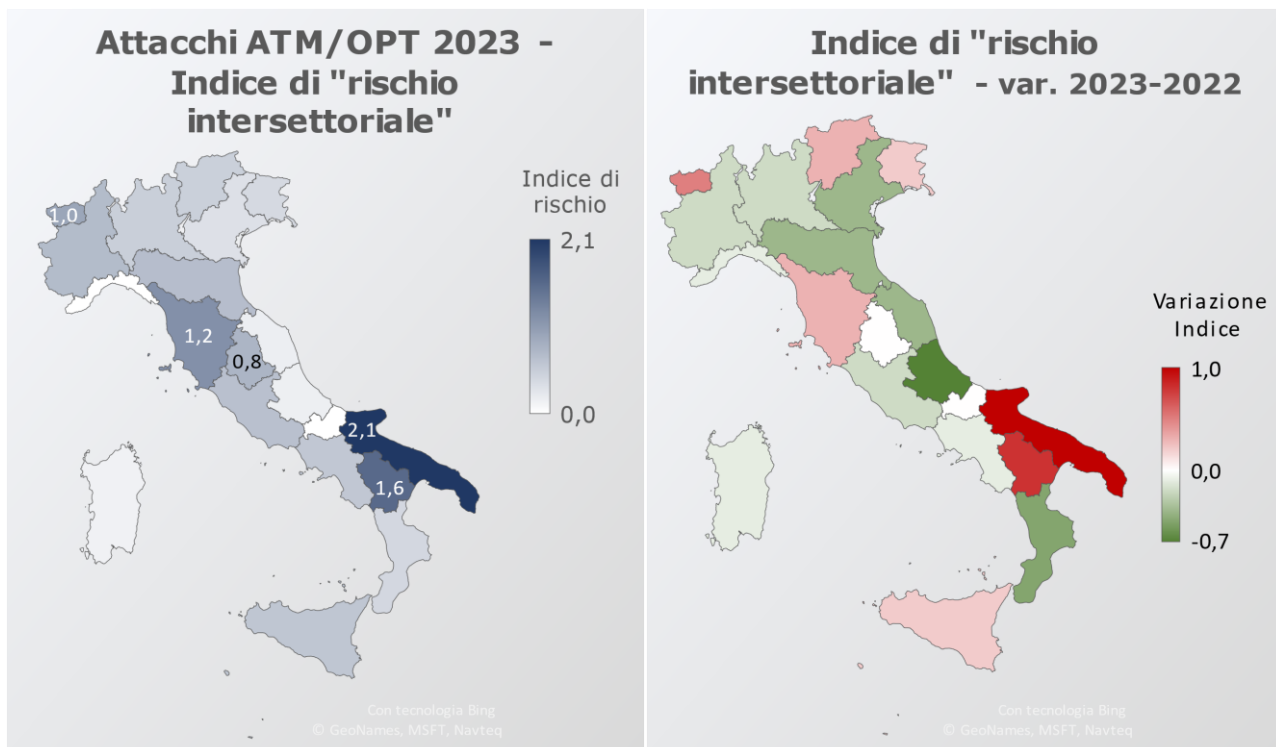 Attacchi ATM/OPT 2023 -
Indice di "rischio
intersettoriale"
Indice di
rischio
2,1
0,0
1,0
1,2
0,8
2,1
1,6
Con tecnologia Bing
© GeoNames, MSFT, Navteq
Indice di "rischio
intersettoriale" - var. 2023-2022
Variazione
Indice
1,0
0,0
-0,7
Con tecnologia Bing
© GeoNames, MSFT, Navteq